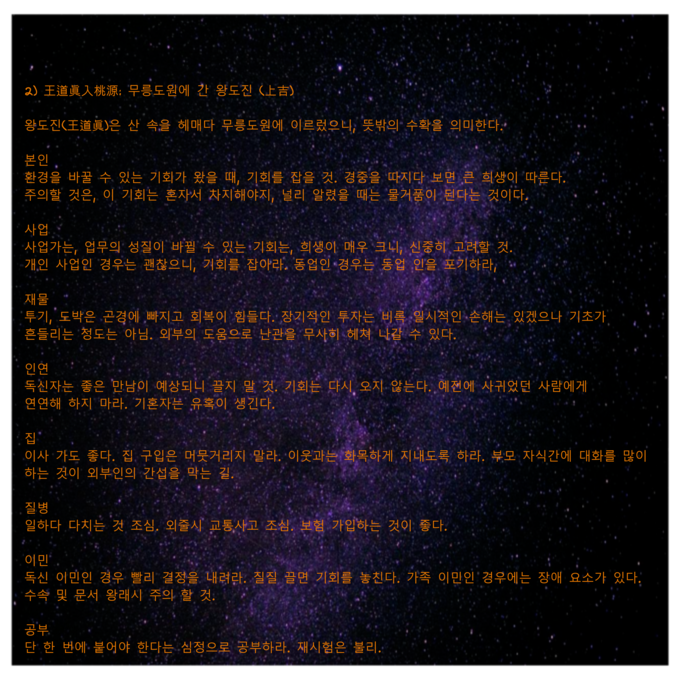 2) 王道眞入桃源: 무릉도원에 간 왕도진 (上吉)
왕도진(王道眞)은 산 속을 헤매다 무릉도원에 이르렀으니, 뜻밖의 수확을 의미한다.
본인
환경을 바꿀 수 있는 기회가 왔을 때, 기회를 잡을 것. 경중을 따지다 보면 큰 희생이 따른다.
주의할 것은, 이 기회는 혼자서 차지해야지, 널리 알렸을 때는 물거품이 된다는 것이다.
사업
사업가는, 업무의 성질이 바뀔 수 있는 기회는, 희생이 매우 크니, 신중히 고려할 것.
개인 사업인 경우는 괜찮으니, 기회를 잡아라. 동업인 경우는 동업 인을 포기하라,
재물
투기, 도박은 곤경에 빠지고 회복이 힘들다. 장기적인 투자는 비록 일시적인 손해는 있겠으나 기초가
흔들리는 정도는 아님. 외부의 도움으로 난관을 무사히 헤쳐 나갈 수 있다.
인연
독신자는 좋은 만남이 예상되니 끌지 말 것. 기회는 다시 오지 않는다. 예전에 사귀었던 사람에게
연연해 하지 마라. 기혼자는 유혹이 생긴다.
집
이사 가도 좋다. 집 구입은 머뭇거리지 말라. 이웃과는 화목하게 지내도록 하라. 부모 자식간에 대화를 많이
하는 것이 외부인의 간섭을 막는 길.
질병
일하다 다치는 것 조심. 외출시 교통사고 조심. 보험 가입하는 것이 좋다.
이민
독신 이민인 경우 빨리 결정을 내려라. 질질 끌면 기회를 놓친다. 가족 이민인 경우에는 장애 요소가 있다.
수속 및 문서 왕래시 주의 할 것.
공부
단 한 번에 붙어야 한다는 심정으로 공부하라. 재시험은 불리.